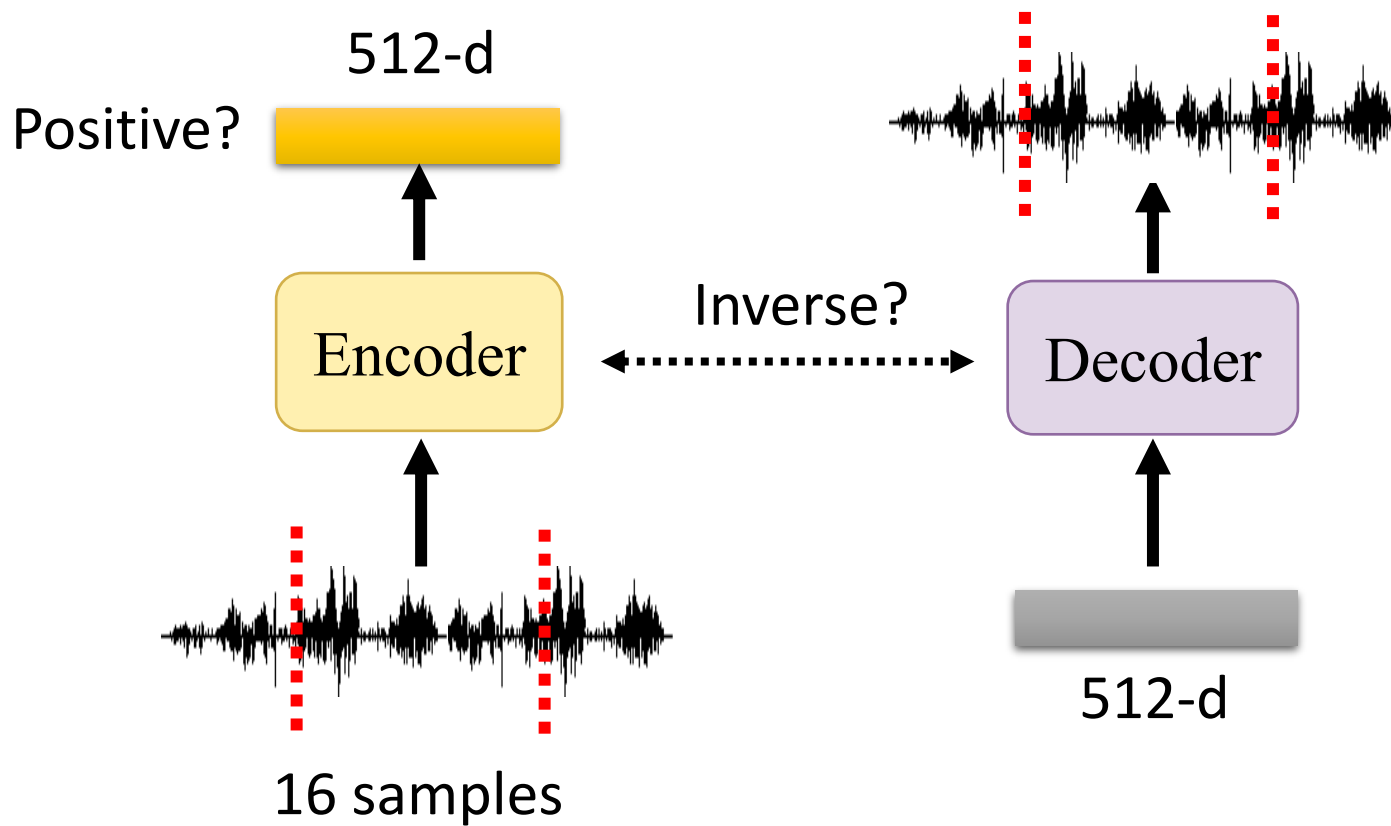 512-d
Positive?
Encoder
16 samples
Inverse?
Decoder
512-d